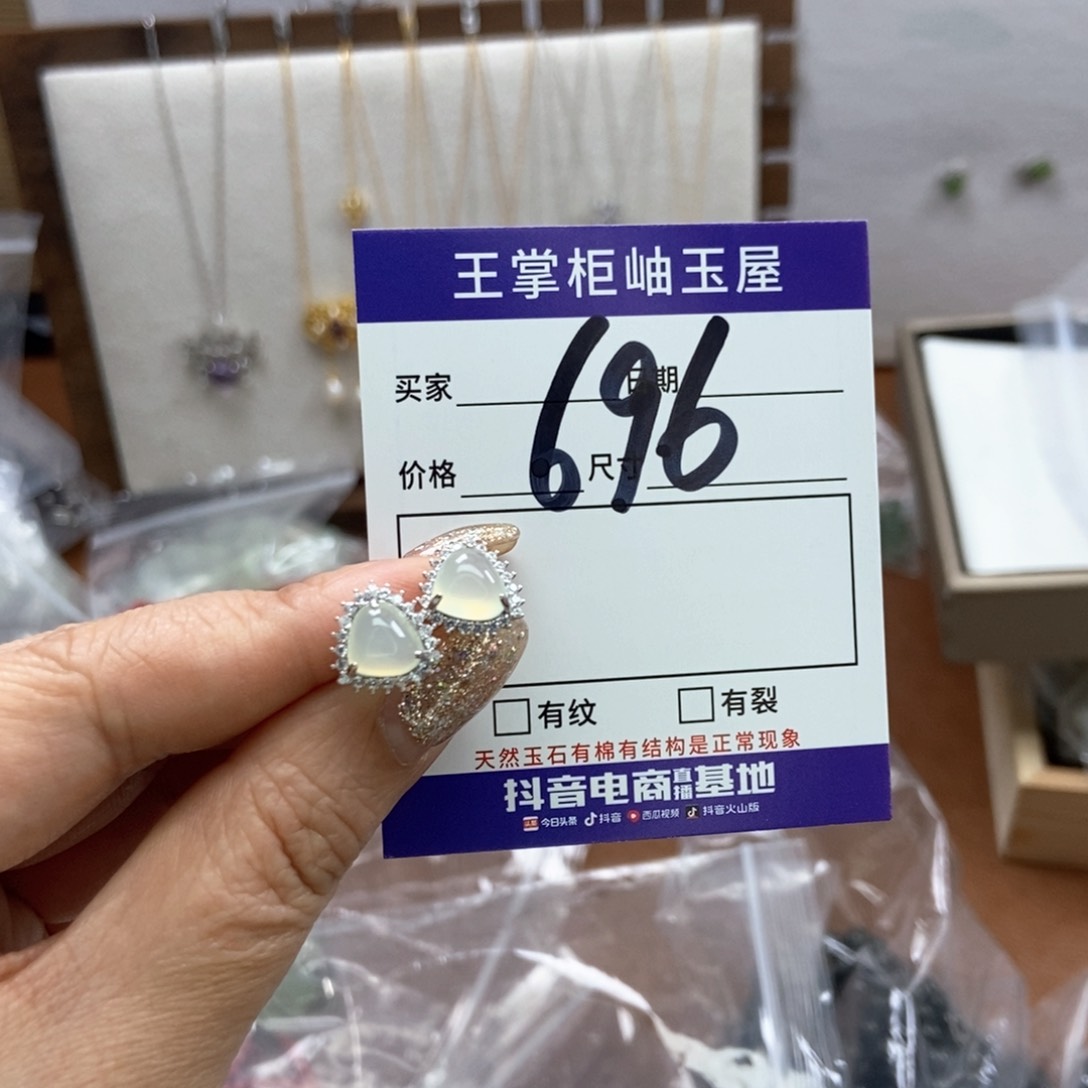 王掌柜岫玉屋
买家 日期
696
价格 尺寸
有纹 有裂
天然玉石有棉有结构是正常现象
抖音电商直播基地
头条 今日头条 抖音 西瓜视频 抖音火山版